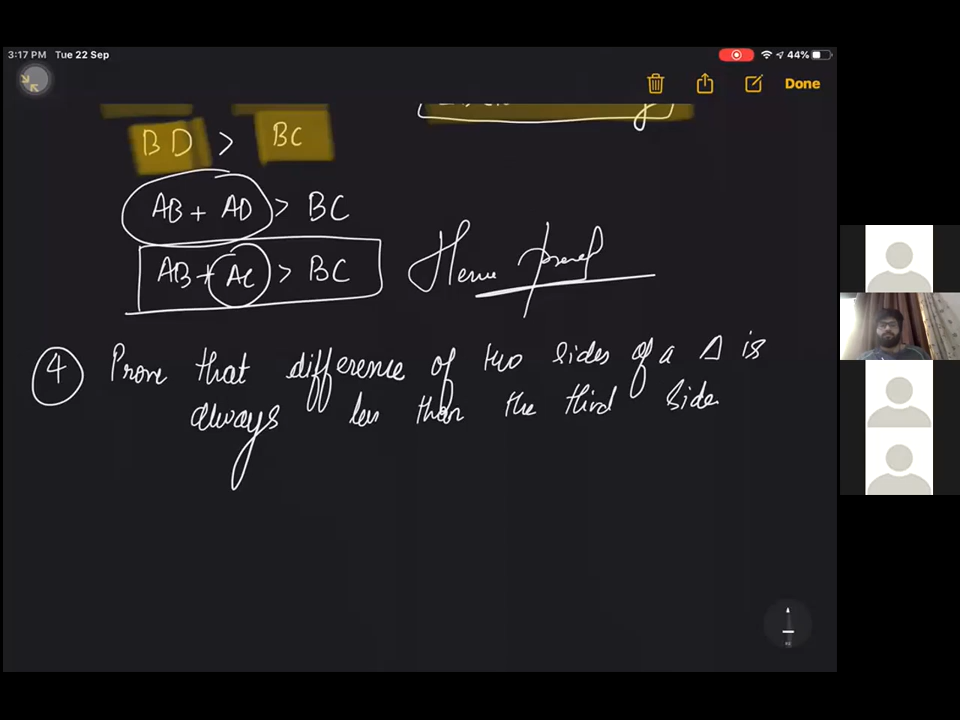 3:17 PM Tue 22 Sep 44%
Done
BD > BC
AB + AD > BC
AB + AC > BC Hence proved
4 Prove that difference of two sides of a Δ is
always less than the third side